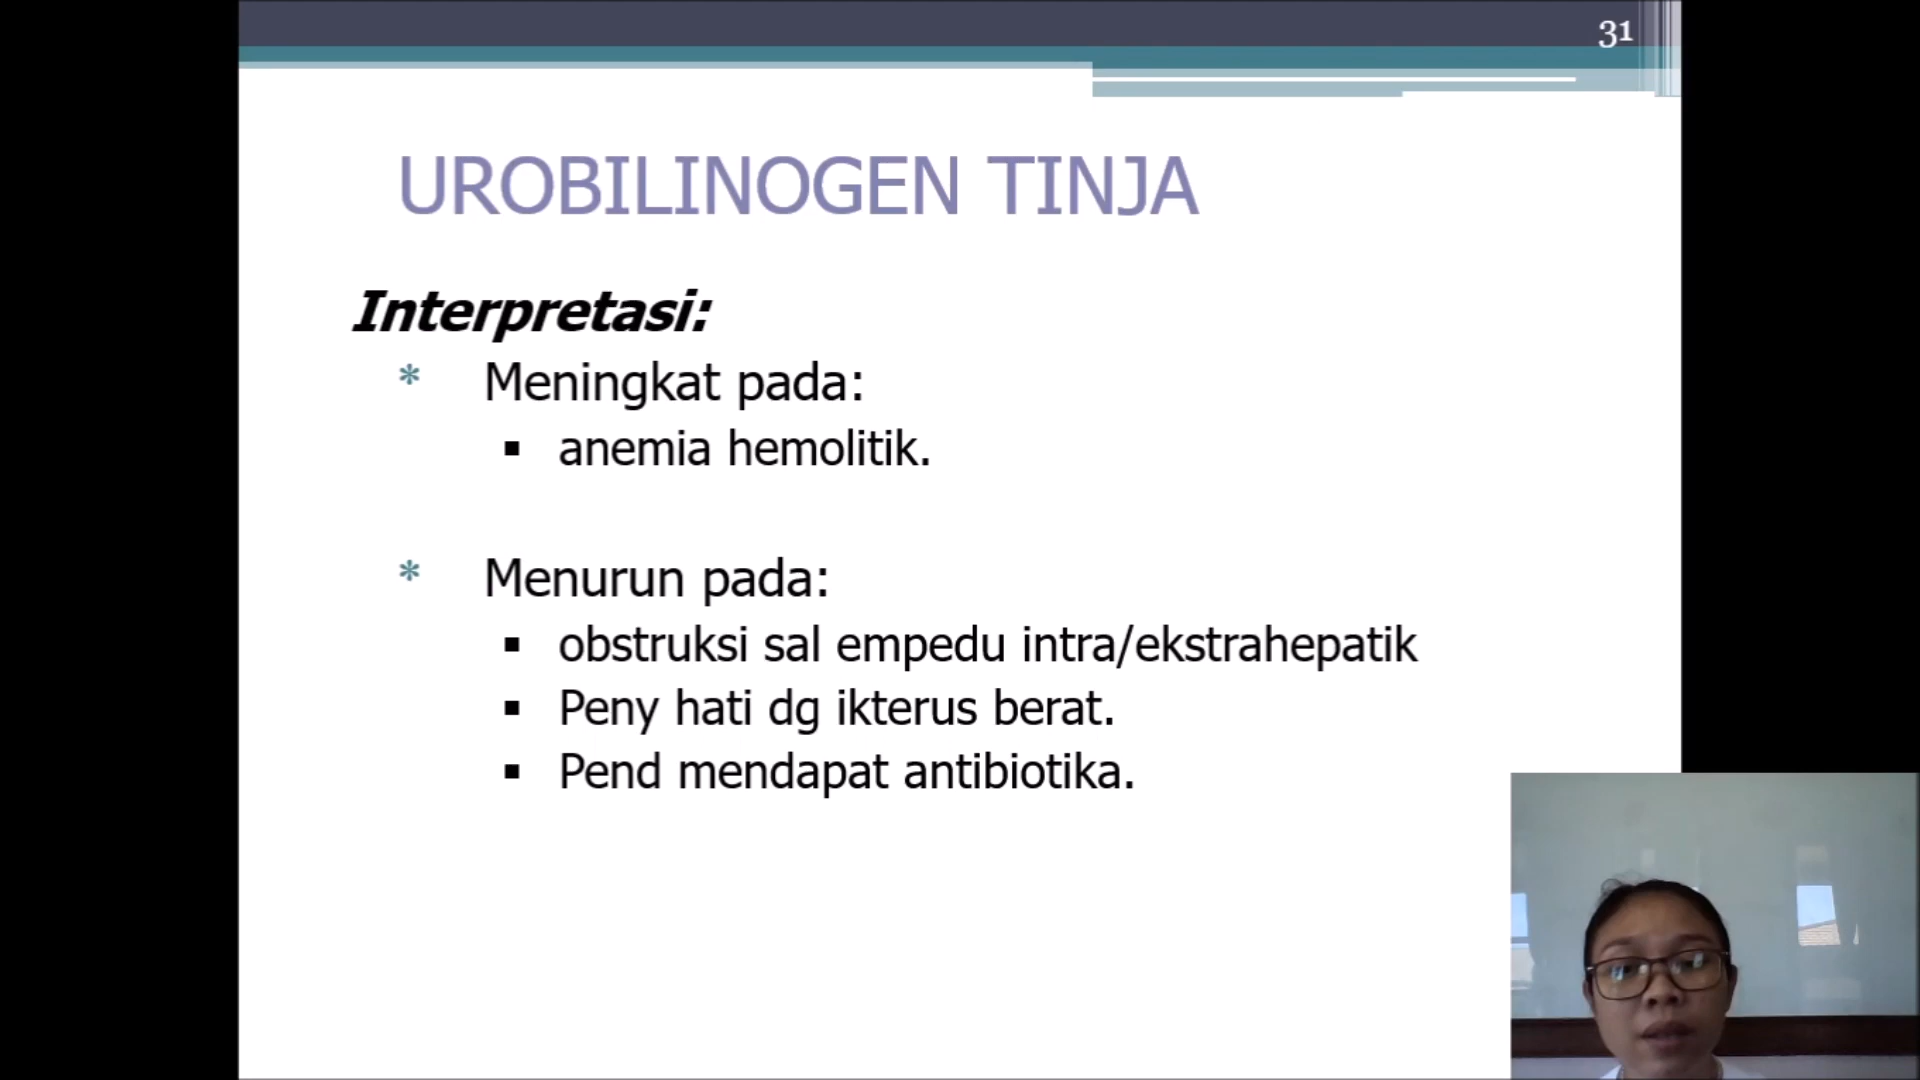 31
UROBILINOGEN TINJA
Interpretasi:
* Meningkat pada:
▪ anemia hemolitik.
* Menurun pada:
▪ obstruksi sal empedu intra/ekstrahepatik
▪ Peny hati dg ikterus berat.
▪ Pend mendapat antibiotika.